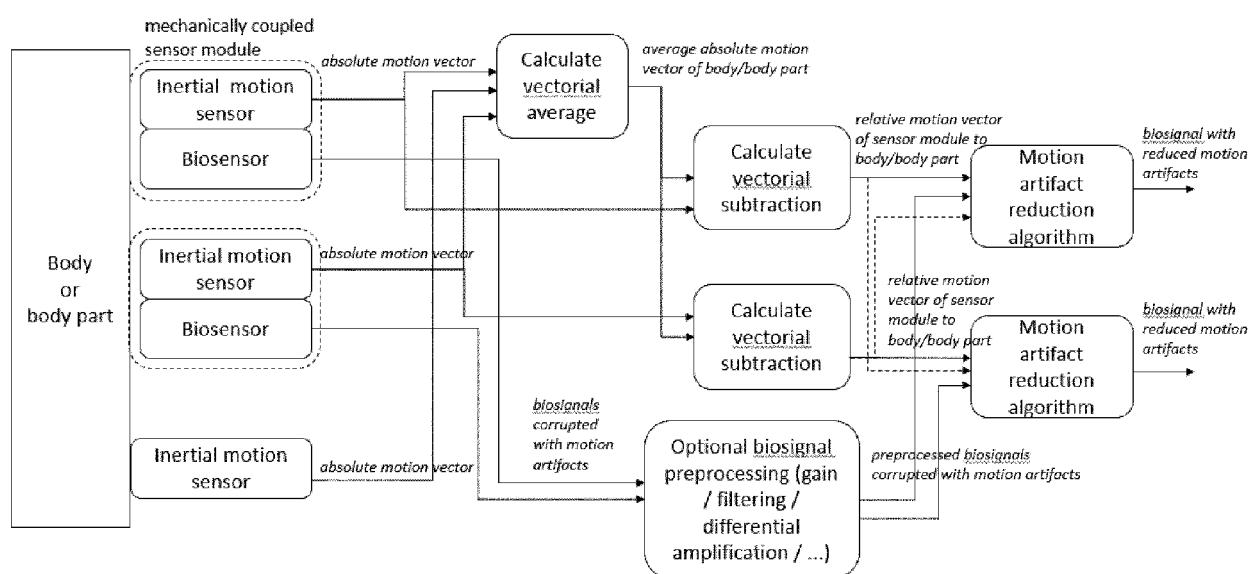 mechanically coupled
sensor module
Inertial motion
sensor
Biosensor
absolute motion vector
Calculate
vectorial
average
average absolute motion
vector of body/body part
Calculate
vectorial
subtraction
relative motion vector
of sensor module to
body/body part
Motion
artifact
reduction
algorithm
biosignal with
reduced motion
artifacts
Body
or
body part
Inertial motion
sensor
Biosensor
absolute motion vector
Calculate
vectorial
subtraction
relative motion
vector of sensor
module to
body/body part
Motion
artifact
reduction
algorithm
biosignal with
reduced motion
artifacts
Inertial motion
sensor
absolute motion vector
biosignals
corrupted
with motion
artifacts
Optional biosignal
preprocessing (gain
/ filtering /
differential
amplification / ...)
preprocessed biosignals
corrupted with motion artifacts